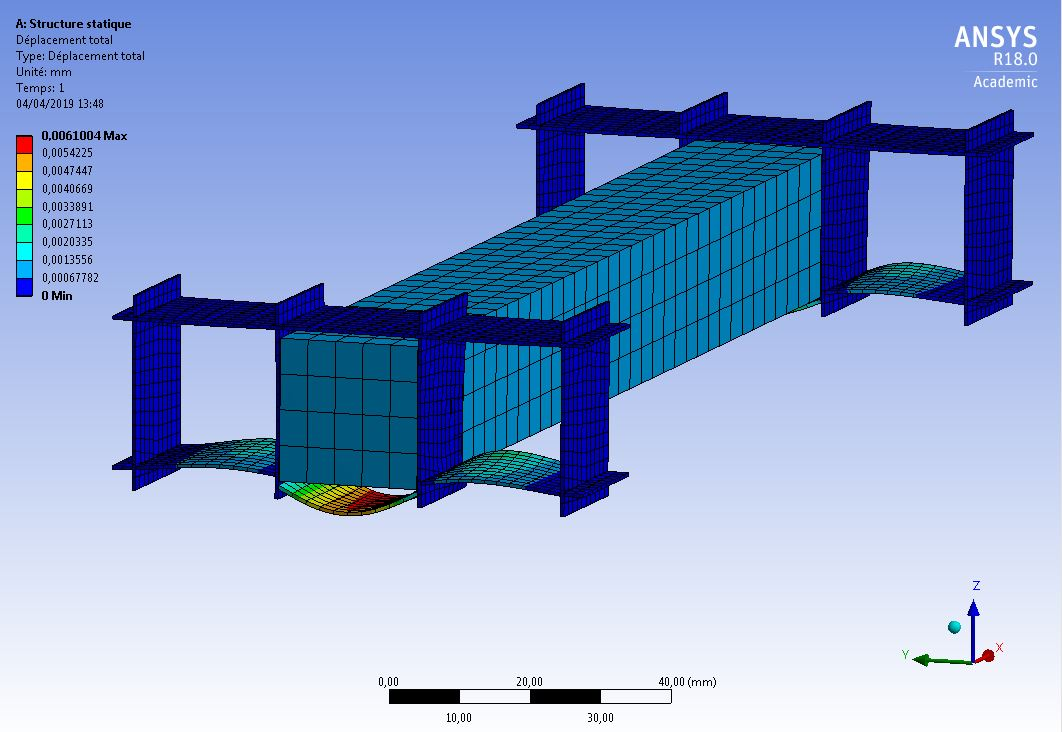 A: Structure statique
Déplacement total
Type: Déplacement total
Unité: mm
Temps: 1
04/04/2019 13:48
0,0061004 Max
0,0054225
0,0047447
0,0040669
0,0033891
0,0027113
0,0020335
0,0013556
0,00067782
0 Min
ANSYS
R18.0
Academic
Z
Y
X
0,00
20,00
40,00 (mm)
10,00
30,00